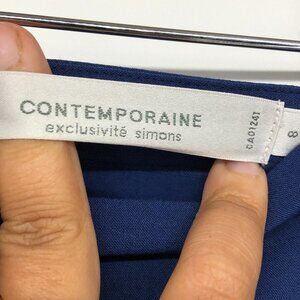 CONTEMPORAINE
exclusivité simons
CA01241
8